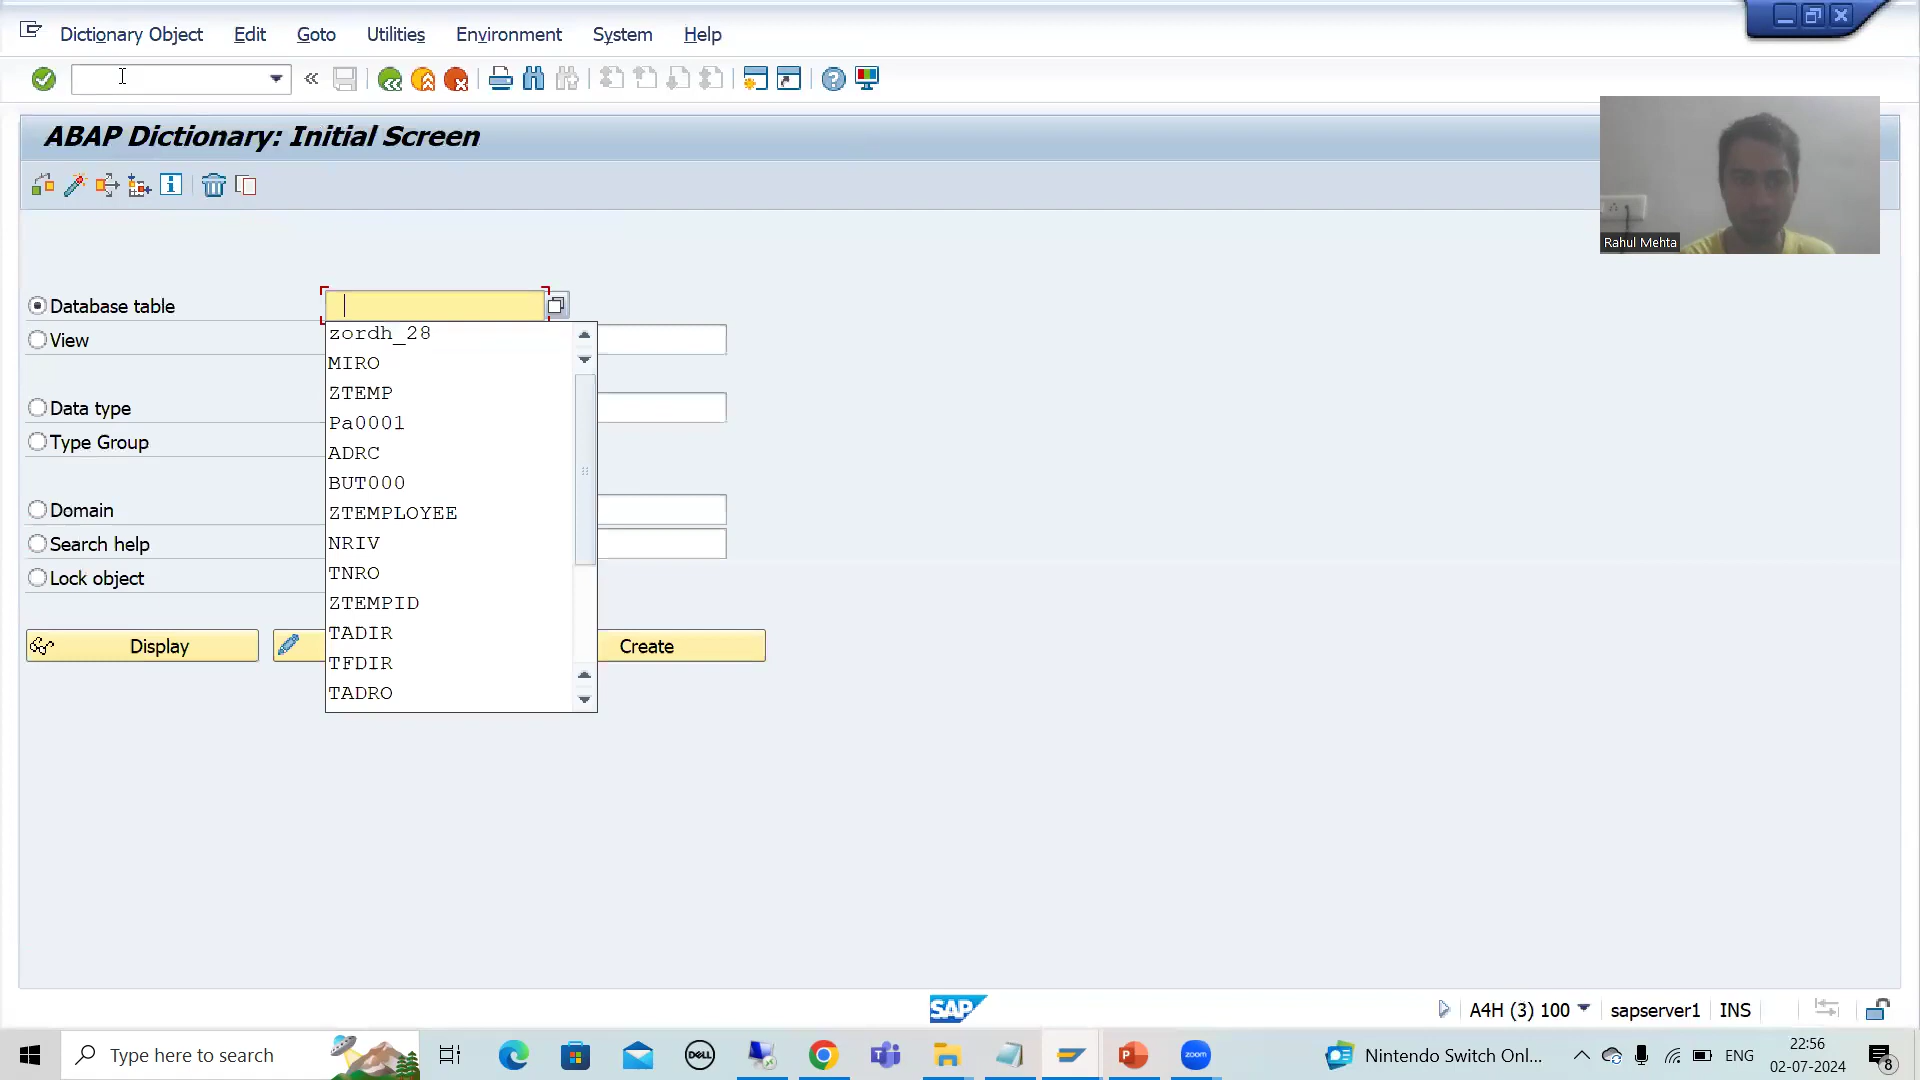 Dictionary Object Edit Goto Utilities Environment System Help
ABAP Dictionary: Initial Screen
Rahul Mehta
Database table
View
Data type
Type Group
Domain
Search help
Lock object
zordh_28
MIRO
ZTEMP
Pa0001
ADRC
BUT000
ZTEMPLOYEE
NRIV
TNRO
ZTEMPID
TADIR
TFDIR
TADRO
Display
Create
SAP
A4H (3) 100 sapserver1 INS
Type here to search
DELL
zoom
Nintendo Switch Onl...
ENG
22:56
02-07-2024
8